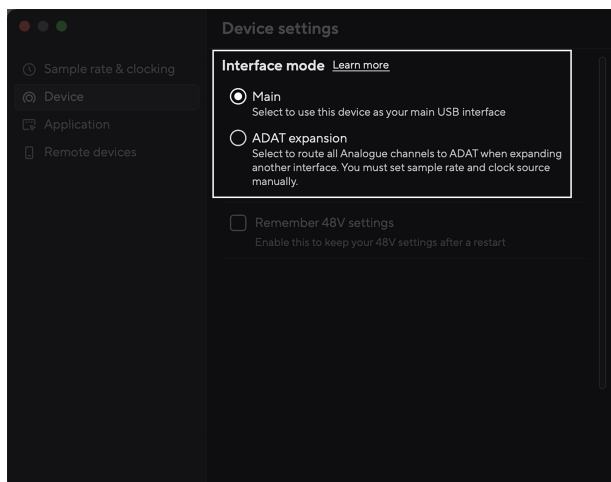 Device settings
Sample rate & clocking
Device
Application
Remote devices
Interface mode Learn more
Main
Select to use this device as your main USB interface
ADAT expansion
Select to route all Analogue channels to ADAT when expanding
another interface. You must set sample rate and clock source
manually.
Remember 48V settings
Enable this to keep your 48V settings after a restart